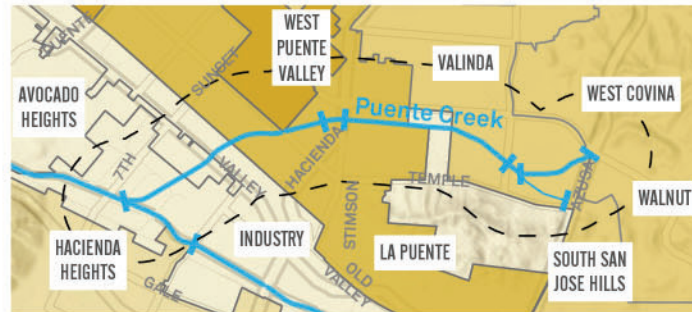 WEST
PUENTE
VALLEY
VALINDA
WEST COVINA
AVOCADO
HEIGHTS
PUENTE
SUNSET
Puente Creek
7TH
VALLEY
HACIENDA
STIMSON
TEMPLE
AZUSA
WALNUT
HACIENDA
HEIGHTS
INDUSTRY
LA PUENTE
SOUTH SAN
JOSE HILLS
GALE
OLD
VALLEY